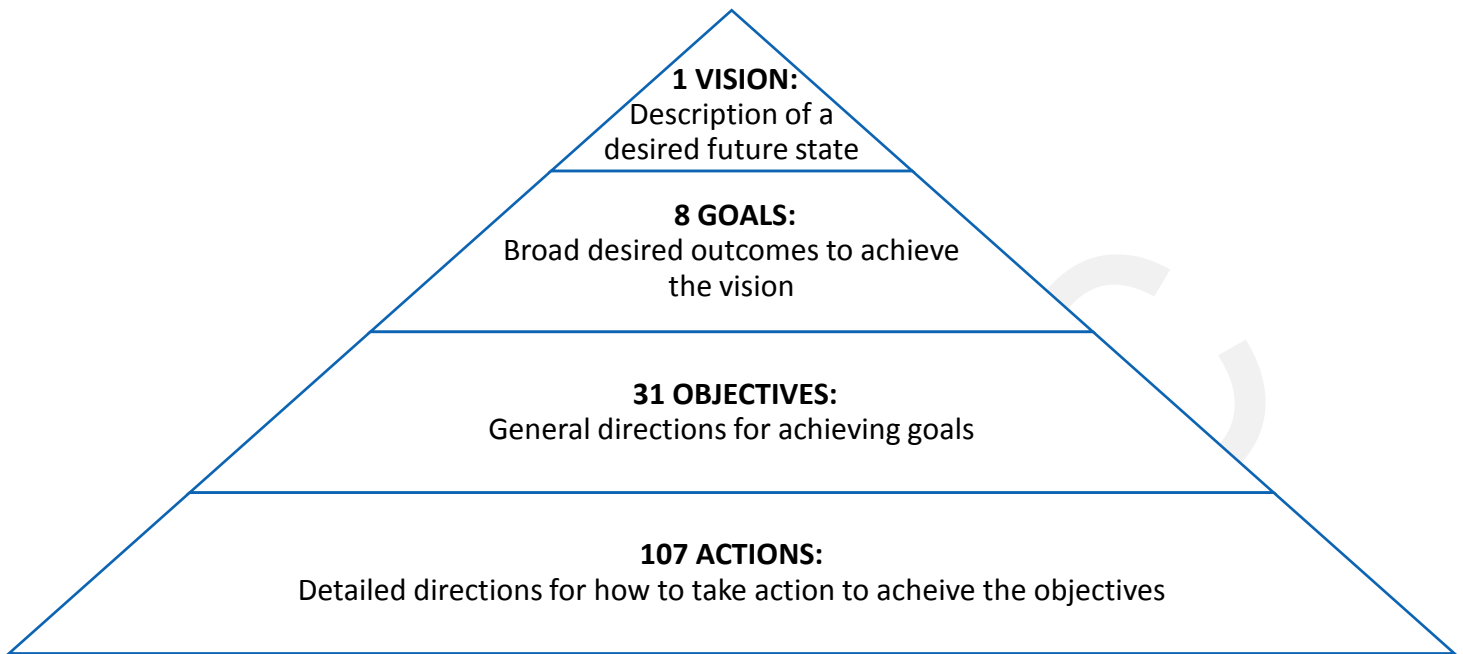 1 VISION:
Description of a
desired future state
8 GOALS:
Broad desired outcomes to achieve
the vision
31 OBJECTIVES:
General directions for achieving goals
107 ACTIONS:
Detailed directions for how to take action to acheive the objectives